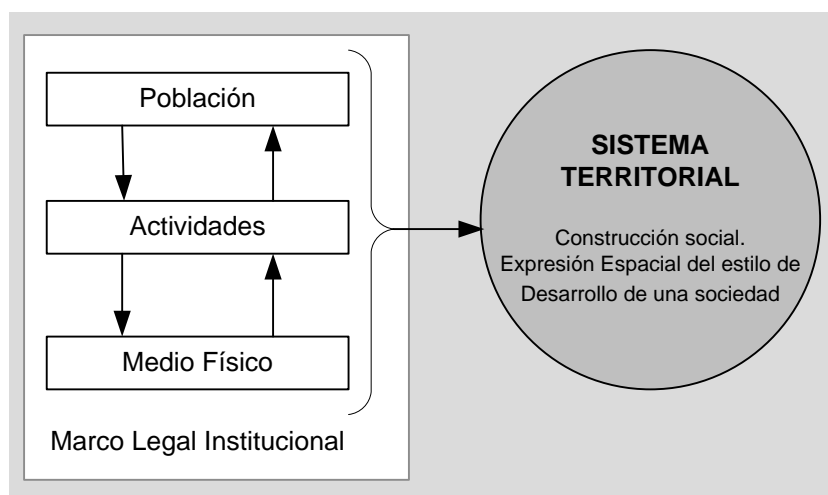 Población
Actividades
Medio Físico
Marco Legal Institucional
SISTEMA
TERRITORIAL
Construcción social.
Expresión Espacial del estilo de
Desarrollo de una sociedad